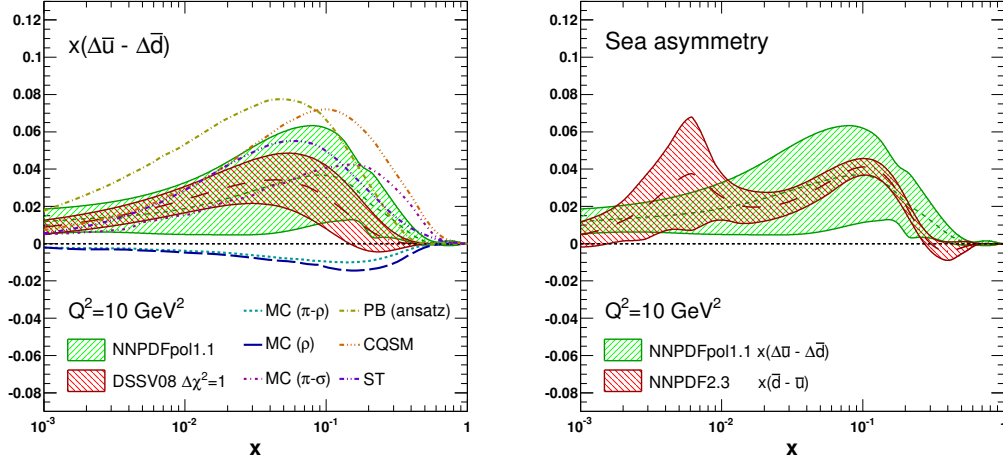 x(Δū - Δd̄)
0.12
0.1
0.08
0.06
0.04
0.02
0
-0.02
-0.04
-0.06
-0.08
Q²=10 GeV²
NNPDFpol1.1
DSSV08 Δχ²=1
MC (π-ρ)
MC (ρ)
MC (π-σ)
PB (ansatz)
CQSM
ST
10⁻³
10⁻²
10⁻¹
1
x
Sea asymmetry
0.12
0.1
0.08
0.06
0.04
0.02
0
-0.02
-0.04
-0.06
-0.08
Q²=10 GeV²
NNPDFpol1.1 x(Δū - Δd̄)
NNPDF2.3 x(d̄ - ū)
10⁻³
10⁻²
10⁻¹
1
x